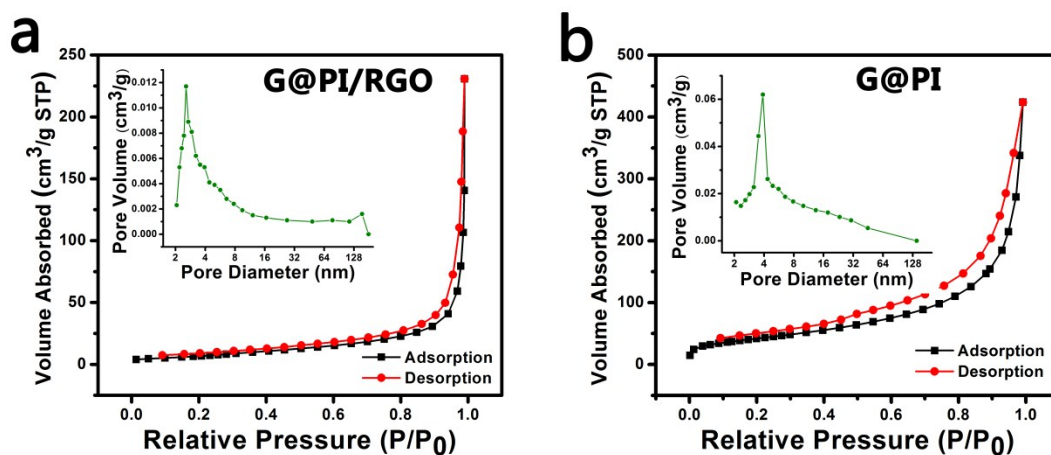 a
G@PI/RGO
Volume Absorbed (cm³/g STP)
250
200
150
100
50
0
0.0 0.2 0.4 0.6 0.8 1.0
Relative Pressure (P/P₀)
Adsorption
Desorption
Pore Volume (cm³/g)
0.012
0.010
0.008
0.006
0.004
0.002
0.000
2 4 8 16 32 64 128
Pore Diameter (nm)
b
G@PI
Volume Absorbed (cm³/g STP)
500
400
300
200
100
0
0.0 0.2 0.4 0.6 0.8 1.0
Relative Pressure (P/P₀)
Adsorption
Desorption
Pore Volume (cm³/g)
0.06
0.04
0.02
0.00
2 4 8 16 32 64 128
Pore Diameter (nm)